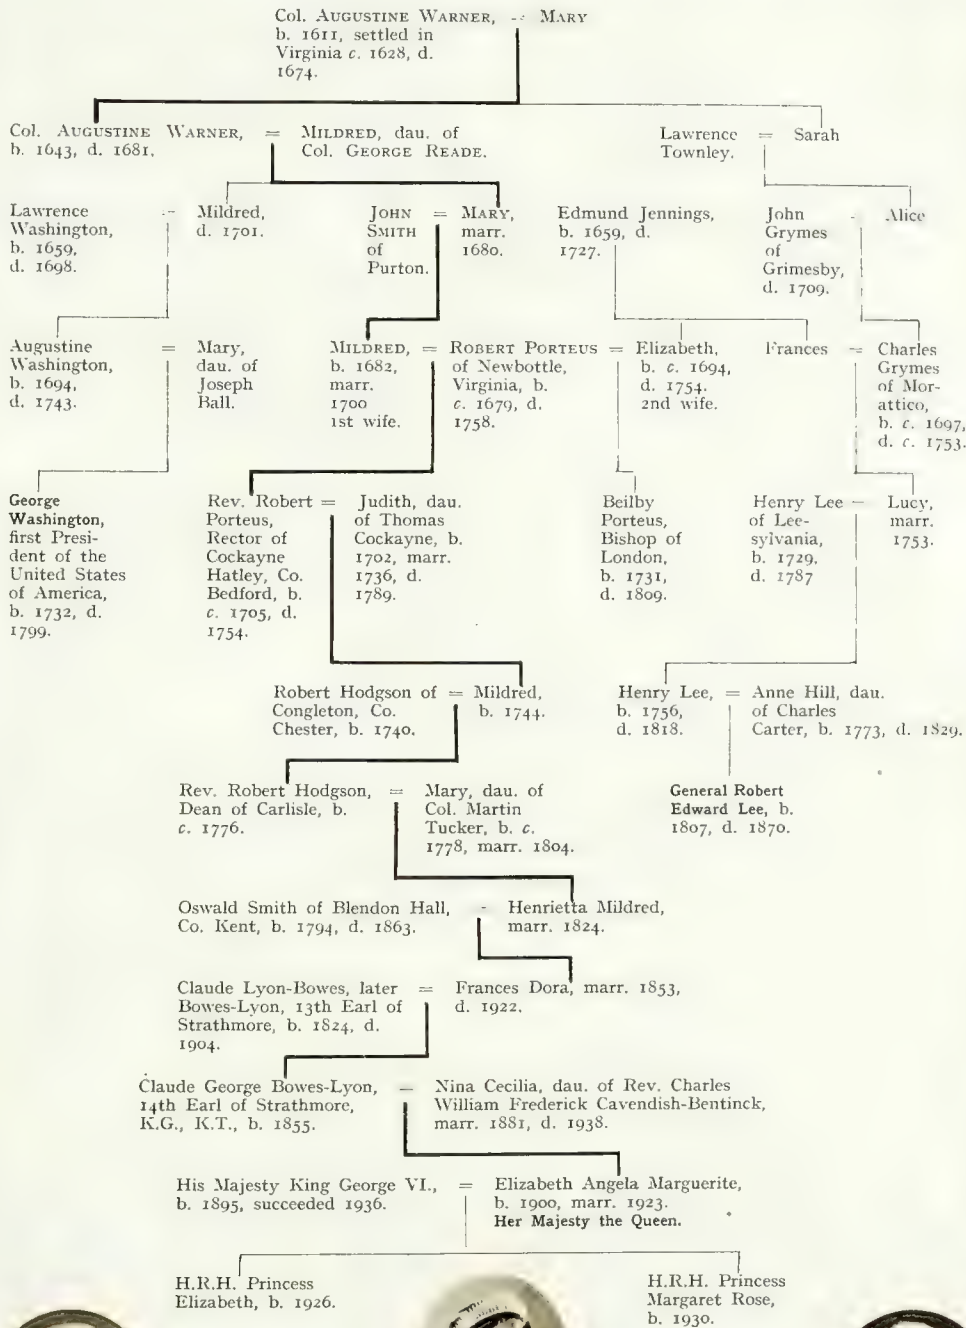 Col. AUGUSTINE WARNER, = MARY
b. 1611, settled in
Virginia c. 1628, d.
1674.
Col. AUGUSTINE WARNER,
b. 1643, d. 1681.
=
MILDRED, dau. of
Col. GEORGE READE.
Lawrence
Townley.
=
Sarah
Lawrence
Washington,
b. 1659,
d. 1698.
=
Mildred,
d. 1701.
JOHN
SMITH
of
Purton.
=
MARY,
marr.
1680.
Edmund Jennings,
b. 1659, d.
1727.
John
Grymes
of
Grimesby,
d. 1709.
-
Alice
Augustine
Washington,
b. 1694,
d. 1743.
=
Mary,
dau. of
Joseph
Ball.
MILDRED,
b. 1682,
marr.
1700
1st wife.
=
ROBERT PORTEUS
of Newbottle,
Virginia, b.
c. 1679, d.
1758.
=
Elizabeth,
b. c. 1694,
d. 1754.
2nd wife.
Frances
=
Charles
Grymes
of Mor-
attico,
b. c. 1697,
d. c. 1753.
George
Washington,
first Presi-
dent of the
United States
of America,
b. 1732, d.
1799.
Rev. Robert
Porteus,
Rector of
Cockayne
Hatley, Co.
Bedford, b.
c. 1705, d.
1754.
=
Judith, dau.
of Thomas
Cockayne, b.
1702, marr.
1736, d.
1789.
Beilby
Porteus,
Bishop of
London,
b. 1731,
d. 1809.
Henry Lee
of Lee-
sylvania,
b. 1729,
d. 1787
-
Lucy,
marr.
1753.
Robert Hodgson of
Congleton, Co.
Chester, b. 1740.
=
Mildred,
b. 1744.
Henry Lee,
b. 1756,
d. 1818.
=
Anne Hill, dau.
of Charles
Carter, b. 1773, d. 1829.
Rev. Robert Hodgson,
Dean of Carlisle, b.
c. 1776.
=
Mary, dau. of
Col. Martin
Tucker, b. c.
1778, marr. 1804.
General Robert
Edward Lee, b.
1807, d. 1870.
Oswald Smith of Blendon Hall,
Co. Kent, b. 1794, d. 1863.
-
Henrietta Mildred,
marr. 1824.
Claude Lyon-Bowes, later
Bowes-Lyon, 13th Earl of
Strathmore, b. 1824, d.
1904.
=
Frances Dora, marr. 1853,
d. 1922.
Claude George Bowes-Lyon,
14th Earl of Strathmore,
K.G., K.T., b. 1855.
-
Nina Cecilia, dau. of Rev. Charles
William Frederick Cavendish-Bentinck,
marr. 1881, d. 1938.
His Majesty King George VI.,
b. 1895, succeeded 1936.
=
Elizabeth Angela Marguerite,
b. 1900, marr. 1923.
Her Majesty the Queen.
H.R.H. Princess
Elizabeth, b. 1926.
H.R.H. Princess
Margaret Rose,
b. 1930.